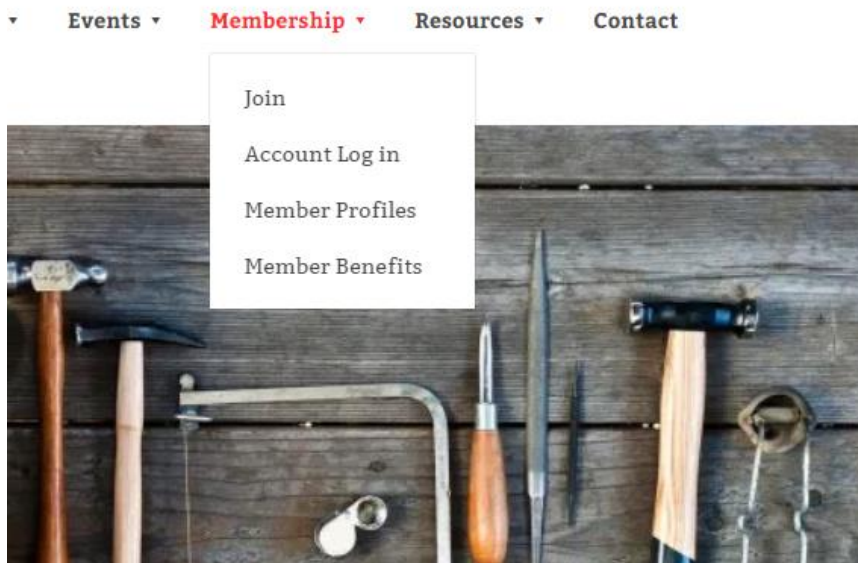 Events Membership Resources Contact
Join
Account Log in
Member Profiles
Member Benefits